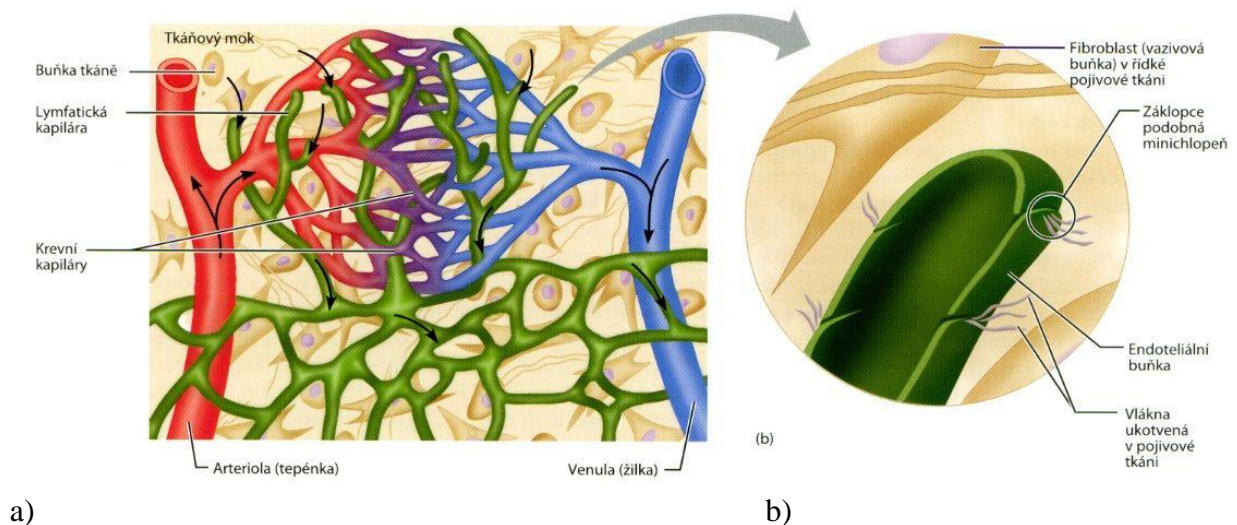 Tkáňový mok
Buňka tkáně
Lymfatická
kapilára
Krevní
kapiláry
Arteriola (tepénka)
Venula (žilka)
Fibroblast (vazivová
buňka) v řídké
pojivové tkáni
Záklopce
podobná
minichlopeň
Endoteliální
buňka
Vlákna
ukotvená
v pojivové
tkáni
(b)
a)
b)